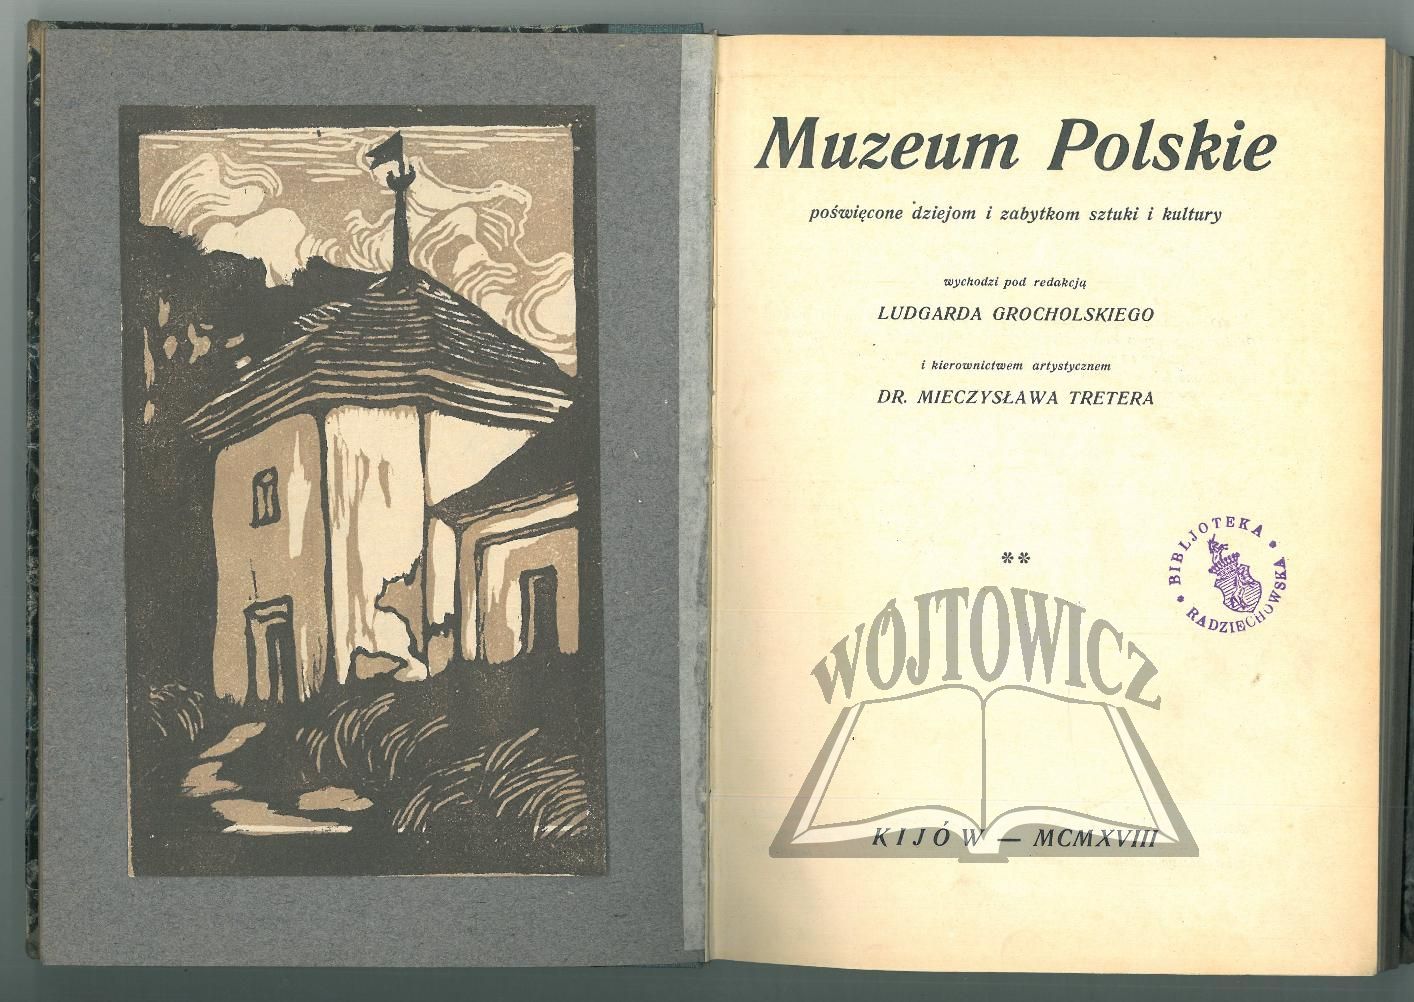 Muzeum Polskie
poświęcone dziejom i zabytkom sztuki i kultury
wychodzi pod redakcją
LUDGARDA GROCHOLSKIEGO
i kierownictwem artystycznem
DR. MIECZYSŁAWA TRETERA
**
BIBLJOTEKA
RADZIECHOWSKA
WÓJTOWICZ
KIJÓW — MCMXVIII